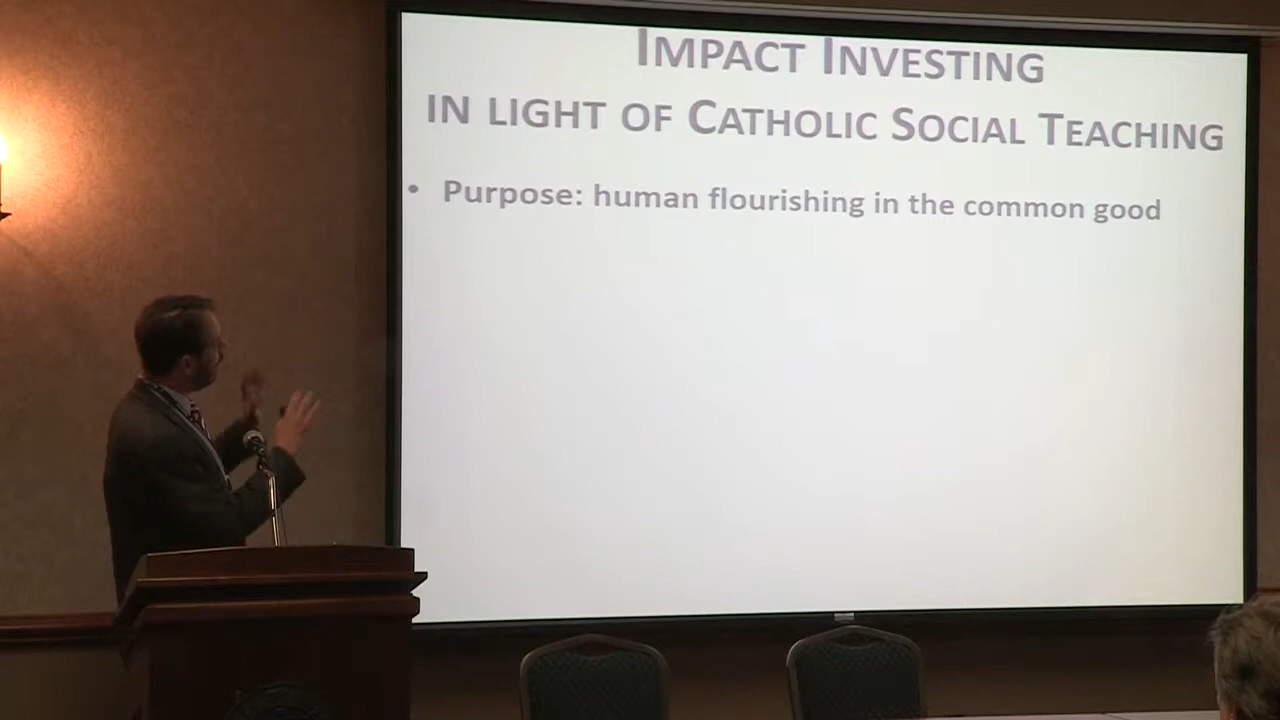 IMPACT INVESTING
IN LIGHT OF CATHOLIC SOCIAL TEACHING
• Purpose: human flourishing in the common good